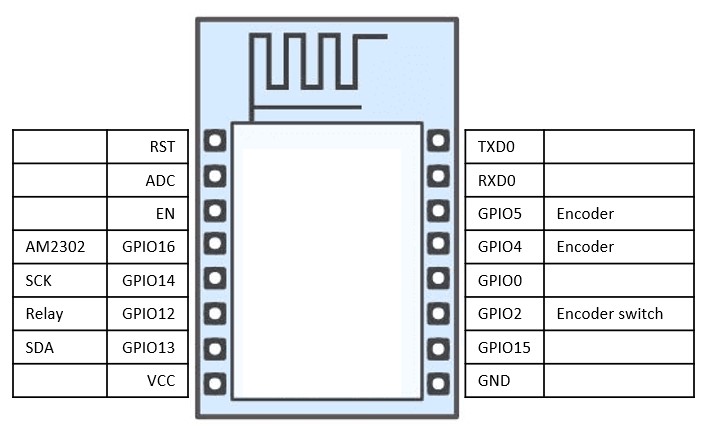 RST TXD0
ADC RXD0
EN GPIO5 Encoder
AM2302 GPIO16 GPIO4 Encoder
SCK GPIO14 GPIO0
Relay GPIO12 GPIO2 Encoder switch
SDA GPIO13 GPIO15
VCC GND